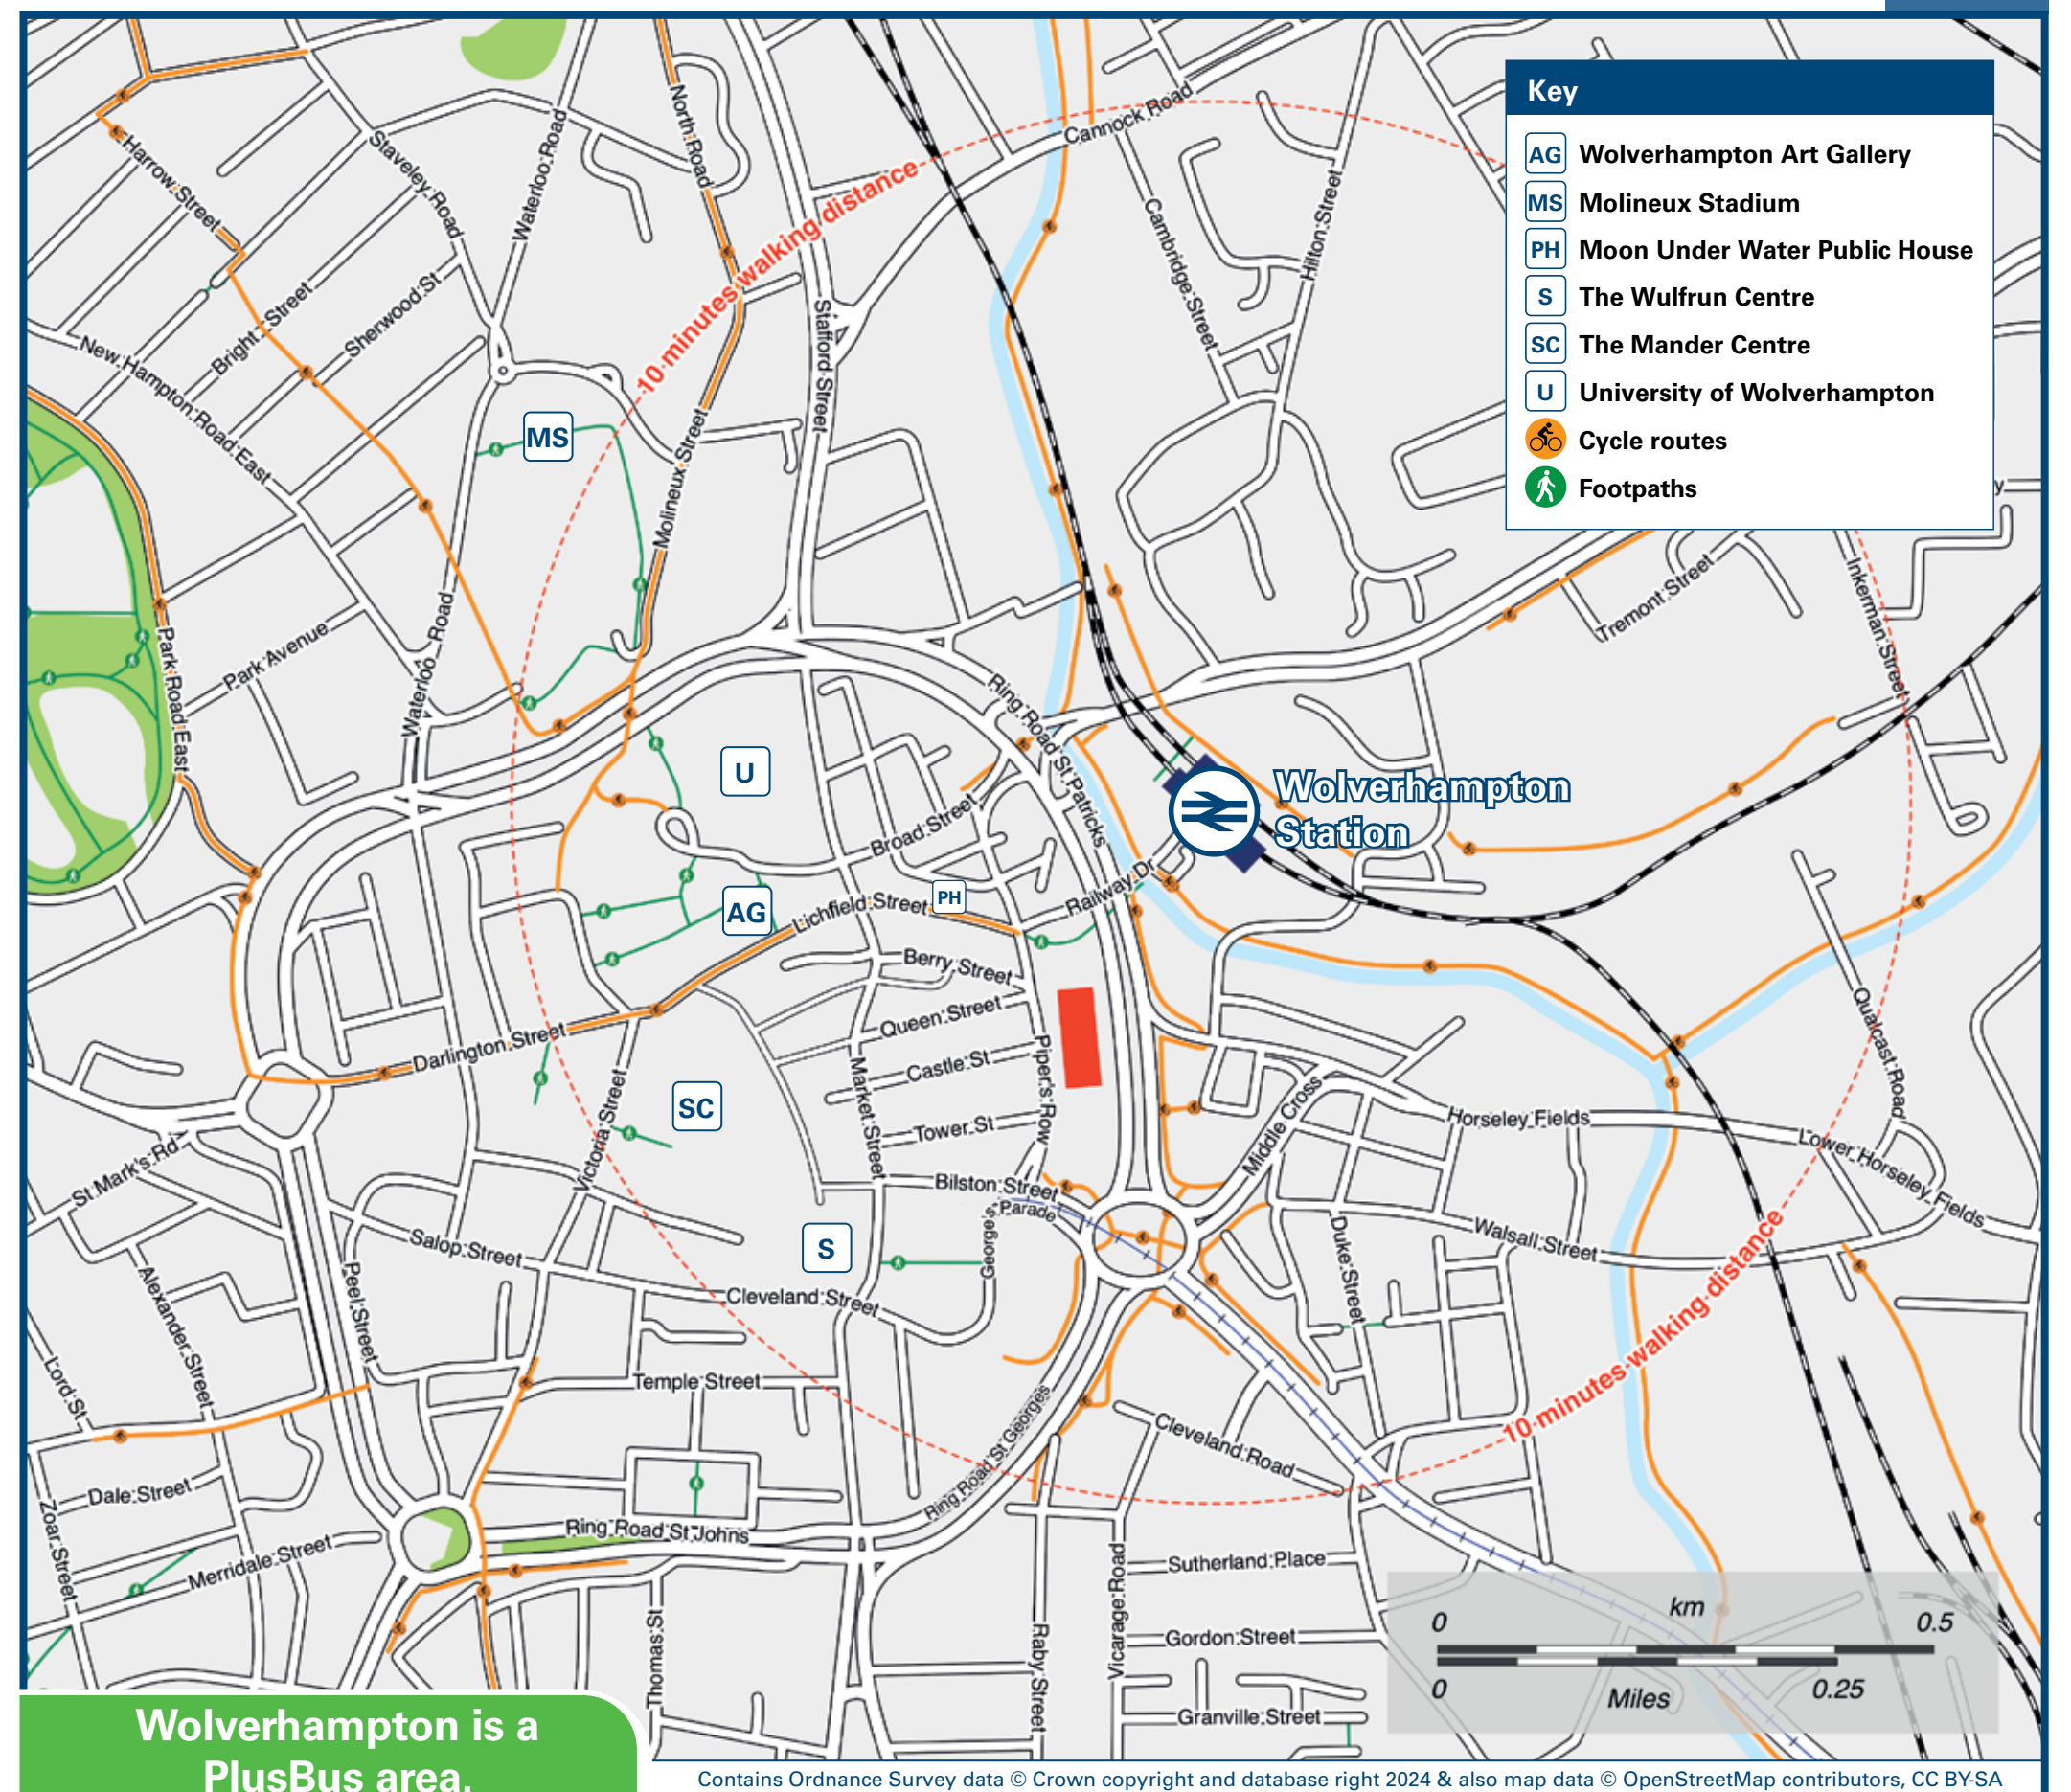 Key
AG Wolverhampton Art Gallery
MS Molineux Stadium
PH Moon Under Water Public House
S The Wulfrun Centre
SC The Mander Centre
U University of Wolverhampton
Cycle routes
Footpaths
Cannock Road
North Road
Waterloo Road
Staveley Road
Harrow Street
10 minutes walking distance
Cambridge Street
Hilton Street
Stafford Street
Bright Street
Sherwood St
New Hampton Road East
MS
Molineux Street
Inkerman Street
Tremont Street
Park Avenue
Park Road East
Waterloo Road
Ring Road St Patricks
U
Wolverhampton
Station
Broad Street
Railway Dr
PH
AG
Lichfield Street
Berry Street
Queen Street
Castle St
Tower St
Piper's Row
Market Street
Darlington Street
Victoria Street
SC
Qualcast Road
Middle Cross
Horseley Fields
Lower Horseley Fields
St Mark's Rd
Bilston Street
George's Parade
S
Walsall Street
Duke Street
Salop Street
Peel Street
Alexander Street
Cleveland Street
Lord St
Temple Street
10 minutes walking distance
Cleveland Road
Ring Road St Georges
Dale Street
Zoar Street
Merridale Street
Ring Road St Johns
Sutherland Place
Vicarage Road
Gordon Street
Raby Street
Thomas St
Granville Street
km
0 0.5
0 0.25
Miles
Wolverhampton is a
PlusBus area.
Contains Ordnance Survey data © Crown copyright and database right 2024 & also map data © OpenStreetMap contributors, CC BY-SA